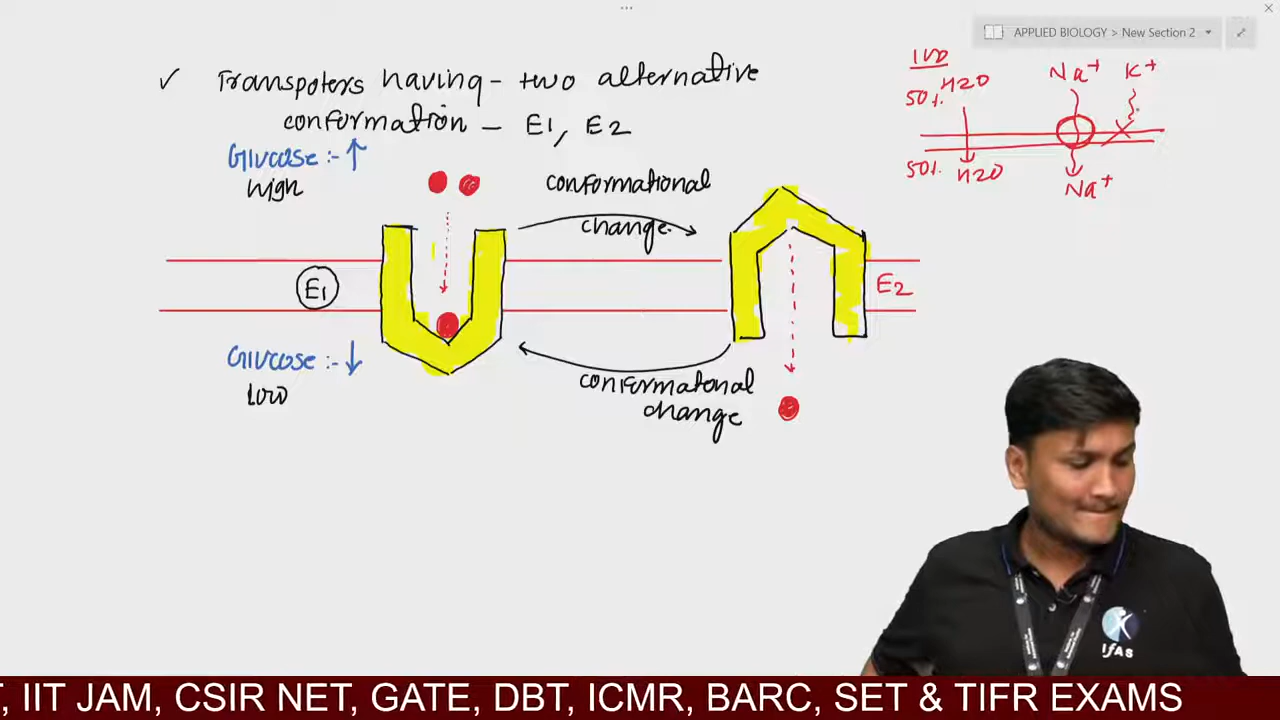 APPLIED BIOLOGY > New Section 2
✓ Transpoters having - two alternative
conformation - E1, E2
Glucose :- ↑
high
conformational
change.
E1
E2
Glucose :- ↓
low
conformatonal
change
100
50%. H2O
50%. H2O
Na+ K+
Na+
ifAS
, IIT JAM, CSIR NET, GATE, DBT, ICMR, BARC, SET & TIFR EXAMS